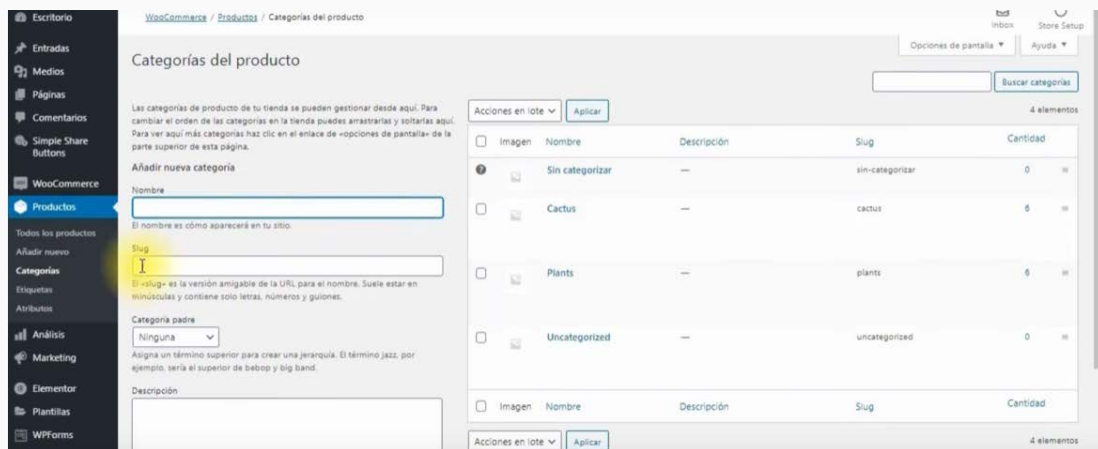 Escritorio
Entradas
Medios
Páginas
Comentarios
Simple Share
Buttons
WooCommerce
Productos
Todos los productos
Añadir nuevo
Categorías
Etiquetas
Atributos
Análisis
Marketing
Elementor
Plantillas
WPForms
WooCommerce / Productos / Categorías del producto
Inbox
Store Setup
Opciones de pantalla ▼
Ayuda ▼
Categorías del producto
Buscar categorías
Las categorías de producto de tu tienda se pueden gestionar desde aquí. Para
cambiar el orden de las categorías en la tienda puedes arrastrarlas y soltarlas aquí.
Para ver aquí más categorías haz clic en el enlace de «opciones de pantalla» de la
parte superior de esta página.
Añadir nueva categoría
Nombre
El nombre es cómo aparecerá en tu sitio.
Slug
El «slug» es la versión amigable de la URL para el nombre. Suele estar en
minúsculas y contiene solo letras, números y guiones.
Categoría padre
Ninguna
Asigna un término superior para crear una jerarquía. El término jazz, por
ejemplo, sería el superior de bebop y big band.
Descripción
Acciones en lote Aplicar
4 elementos
Imagen Nombre Descripción Slug Cantidad
Sin categorizar — sin-categorizar 0
Cactus — cactus 6
Plants — plants 6
Uncategorized — uncategorized 0
Imagen Nombre Descripción Slug Cantidad
Acciones en lote Aplicar
4 elementos